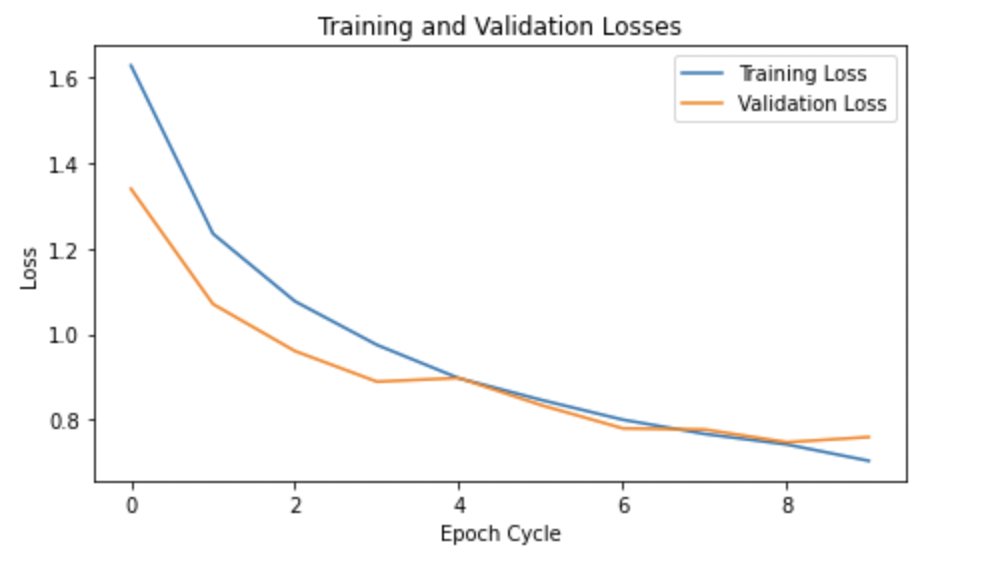 Training and Validation Losses
Training Loss
Validation Loss
Loss
1.6
1.4
1.2
1.0
0.8
0
2
4
6
8
Epoch Cycle